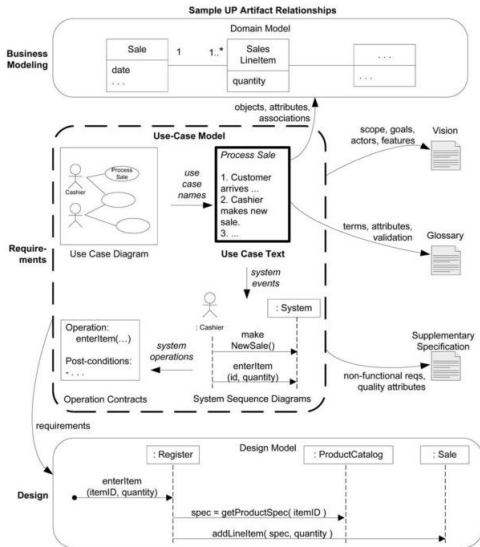 Sample UP Artifact Relationships
Domain Model
Business
Modeling
Sale
date
. . .
1
1..*
Sales
LineItem
quantity
. . .
. . .
objects, attributes,
associations
Use-Case Model
Require-
ments
Process
Sale
Cashier
Use Case Diagram
use
case
names
Process Sale
1. Customer
arrives ...
2. Cashier
makes new
sale.
3. ...
Use Case Text
scope, goals,
actors, features
Vision
terms, attributes,
validation
Glossary
system
events
Operation:
enterItem(…)
Post-conditions:
- . . .
Operation Contracts
system
operations
: Cashier
: System
make
NewSale()
enterItem
(id, quantity)
System Sequence Diagrams
Supplementary
Specification
non-functional reqs,
quality attributes
requirements
Design Model
Design
: Register
: ProductCatalog
: Sale
enterItem
(itemID, quantity)
spec = getProductSpec( itemID )
addLineItem( spec, quantity )